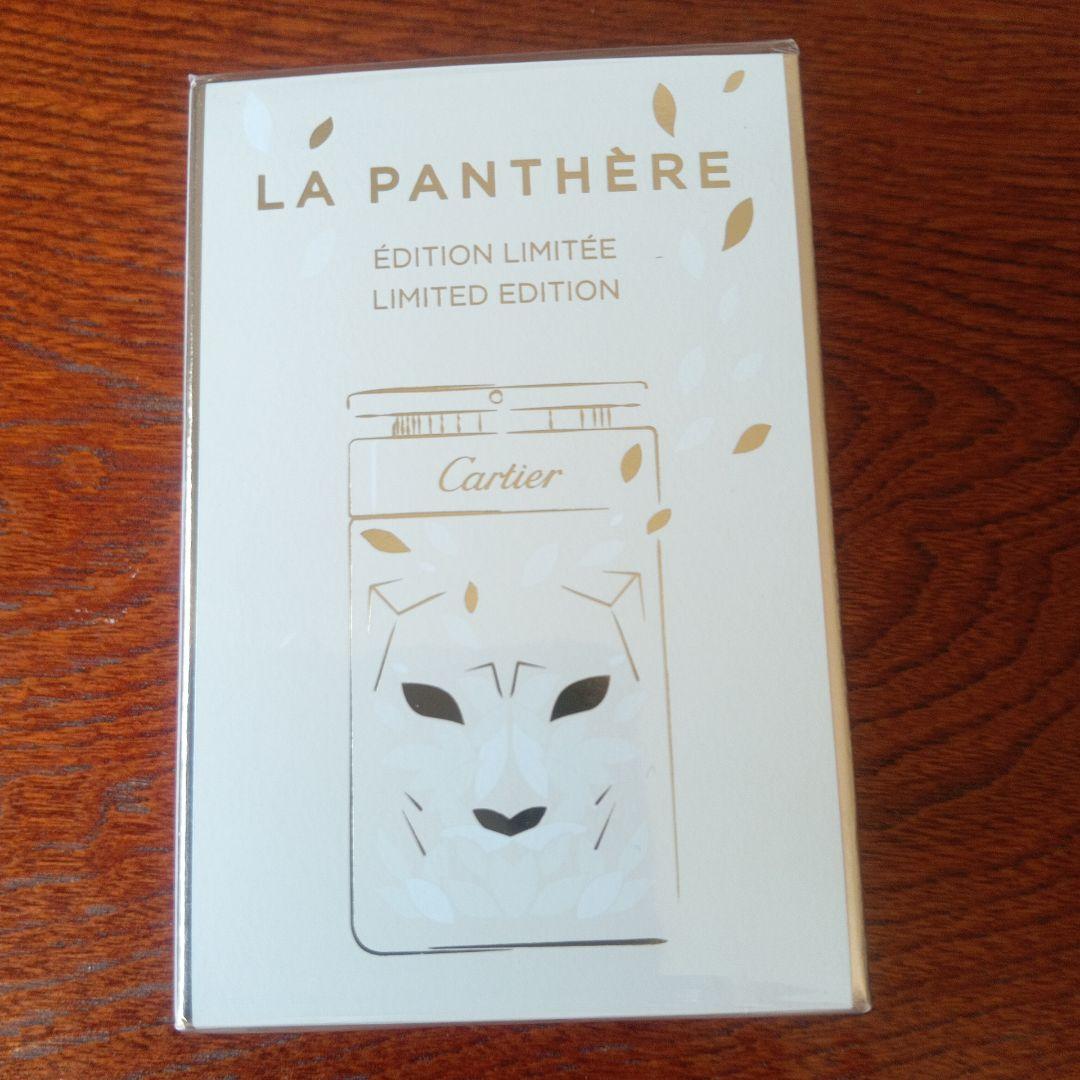 LA PANTHÈRE
ÉDITION LIMITÉE
LIMITED EDITION
Cartier